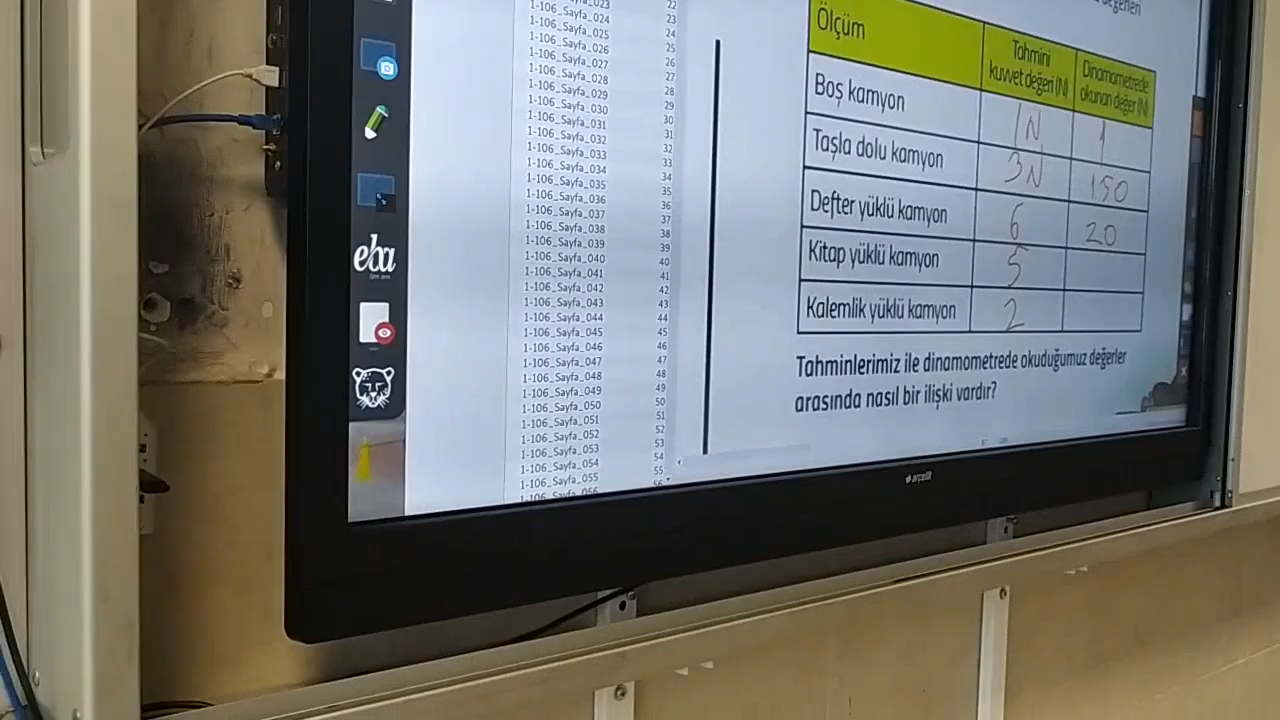 1-106_Sayfa_023 22
1-106_Sayfa_024 23
1-106_Sayfa_025 24
1-106_Sayfa_026 25
1-106_Sayfa_027 26
1-106_Sayfa_028 27
1-106_Sayfa_029 28
1-106_Sayfa_030 29
1-106_Sayfa_031 30
1-106_Sayfa_032 31
1-106_Sayfa_033 32
1-106_Sayfa_034 33
1-106_Sayfa_035 34
1-106_Sayfa_036 35
1-106_Sayfa_037 36
1-106_Sayfa_038 37
1-106_Sayfa_039 38
1-106_Sayfa_040 39
1-106_Sayfa_041 40
1-106_Sayfa_042 41
1-106_Sayfa_043 42
1-106_Sayfa_044 43
1-106_Sayfa_045 44
1-106_Sayfa_046 45
1-106_Sayfa_047 46
1-106_Sayfa_048 47
1-106_Sayfa_049 48
1-106_Sayfa_050 49
1-106_Sayfa_051 50
1-106_Sayfa_052 51
1-106_Sayfa_053 52
1-106_Sayfa_054 53
1-106_Sayfa_055 54
1-106_Sayfa_056 55
56
eba
değerleri
Ölçüm
Tahmini
kuvvet değeri (N)
Dinamometrede
okunan değer (N)
Boş kamyon 1N 1
Taşla dolu kamyon 3N 150
Defter yüklü kamyon 6 20
Kitap yüklü kamyon 5
Kalemlik yüklü kamyon 2
Tahminlerimiz ile dinamometrede okuduğumuz değerler
arasında nasıl bir ilişki vardır?
arçelik